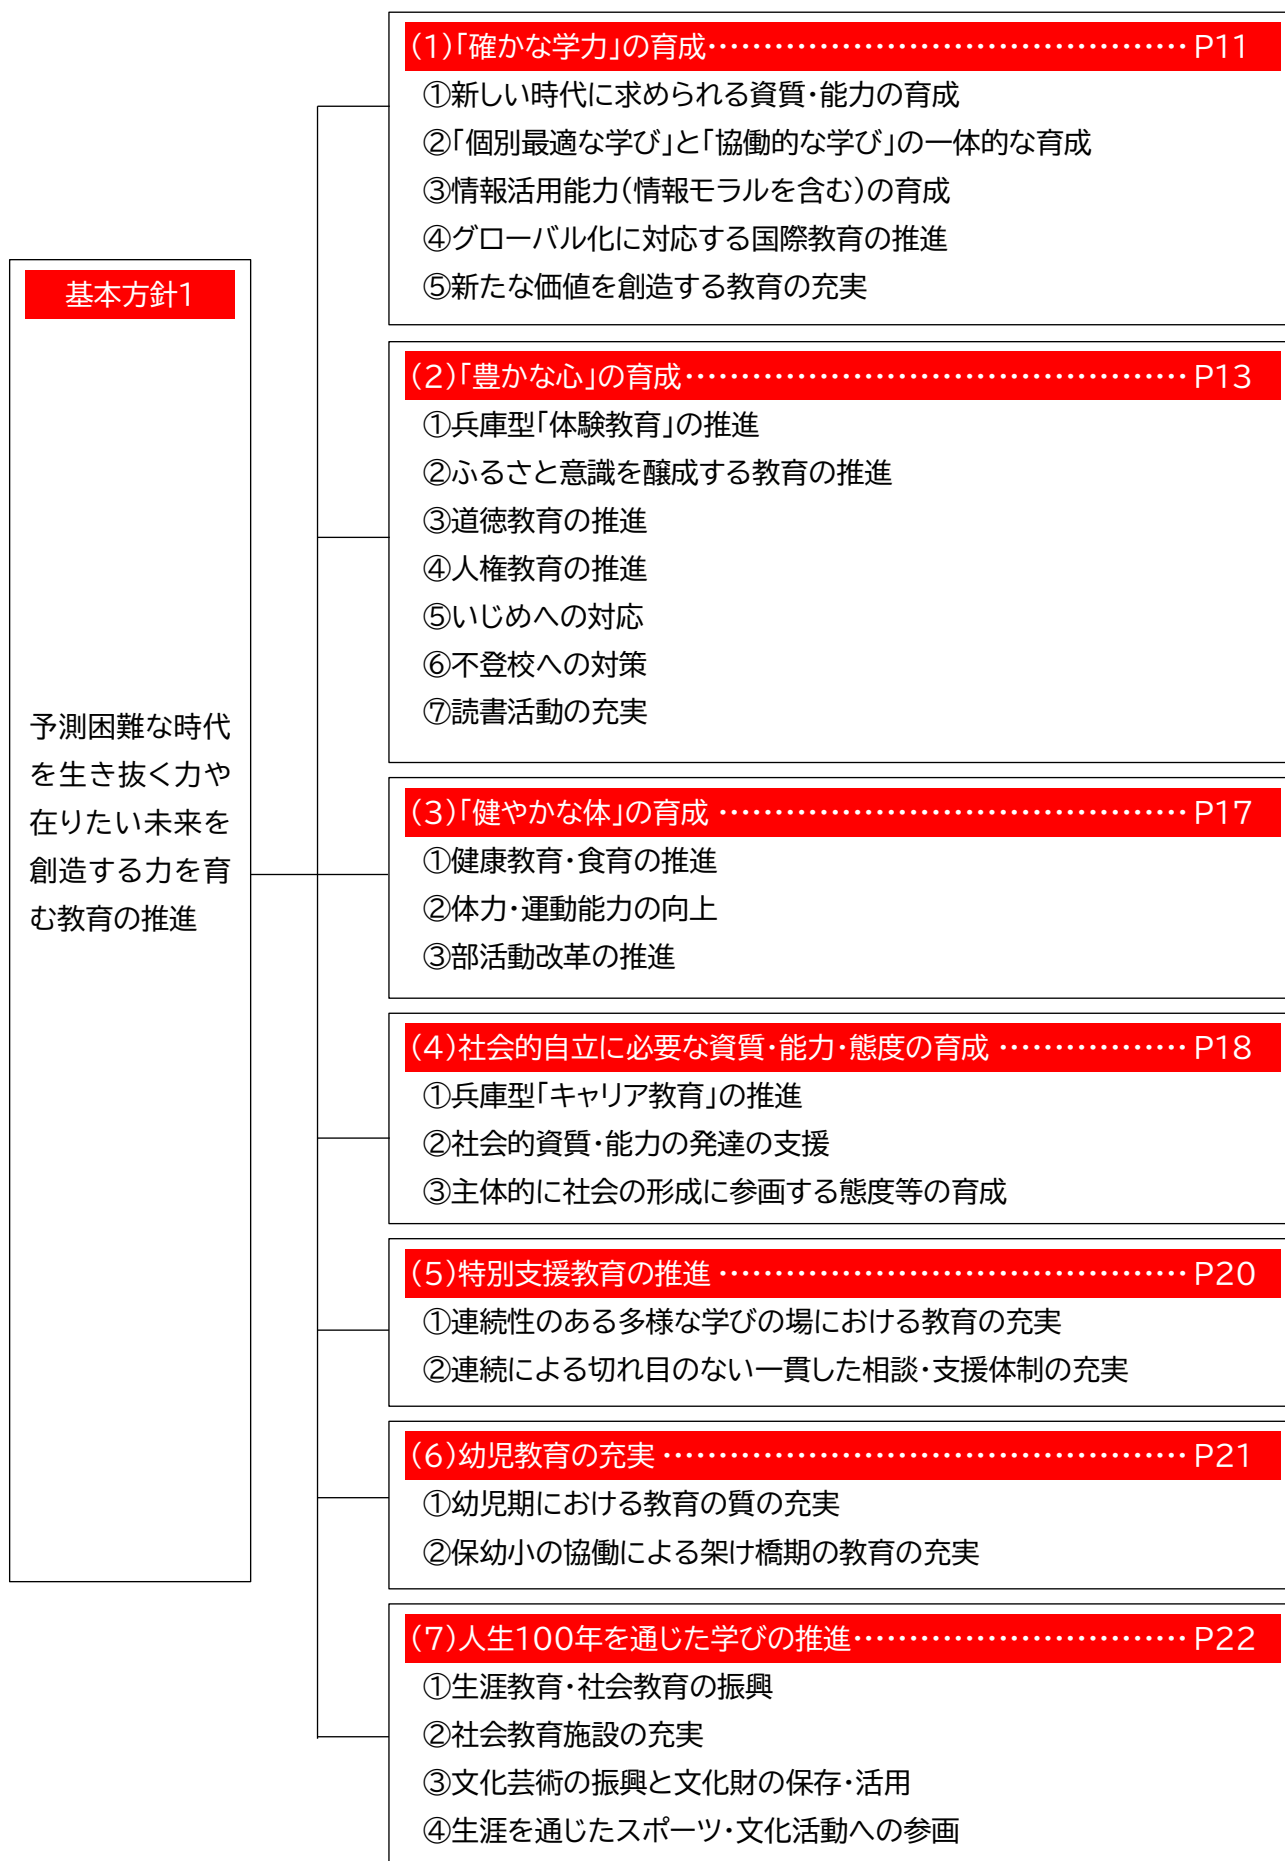 基本方針1
予測困難な時代
を生き抜く力や
在りたい未来を
創造する力を育
む教育の推進
(1)「確かな学力」の育成………………………………………… P11
①新しい時代に求められる資質・能力の育成
②「個別最適な学び」と「協働的な学び」の一体的な育成
③情報活用能力(情報モラルを含む)の育成
④グローバル化に対応する国際教育の推進
⑤新たな価値を創造する教育の充実
(2)「豊かな心」の育成………………………………………… P13
①兵庫型「体験教育」の推進
②ふるさと意識を醸成する教育の推進
③道徳教育の推進
④人権教育の推進
⑤いじめへの対応
⑥不登校への対策
⑦読書活動の充実
(3)「健やかな体」の育成 ……………………………………… P17
①健康教育・食育の推進
②体力・運動能力の向上
③部活動改革の推進
(4)社会的自立に必要な資質・能力・態度の育成 ……………… P18
①兵庫型「キャリア教育」の推進
②社会的資質・能力の発達の支援
③主体的に社会の形成に参画する態度等の育成
(5)特別支援教育の推進 ……………………………………… P20
①連続性のある多様な学びの場における教育の充実
②連続による切れ目のない一貫した相談・支援体制の充実
(6)幼児教育の充実 …………………………………………… P21
①幼児期における教育の質の充実
②保幼小の協働による架け橋期の教育の充実
(7)人生100年を通じた学びの推進………………………… P22
①生涯教育・社会教育の振興
②社会教育施設の充実
③文化芸術の振興と文化財の保存・活用
④生涯を通じたスポーツ・文化活動への参画